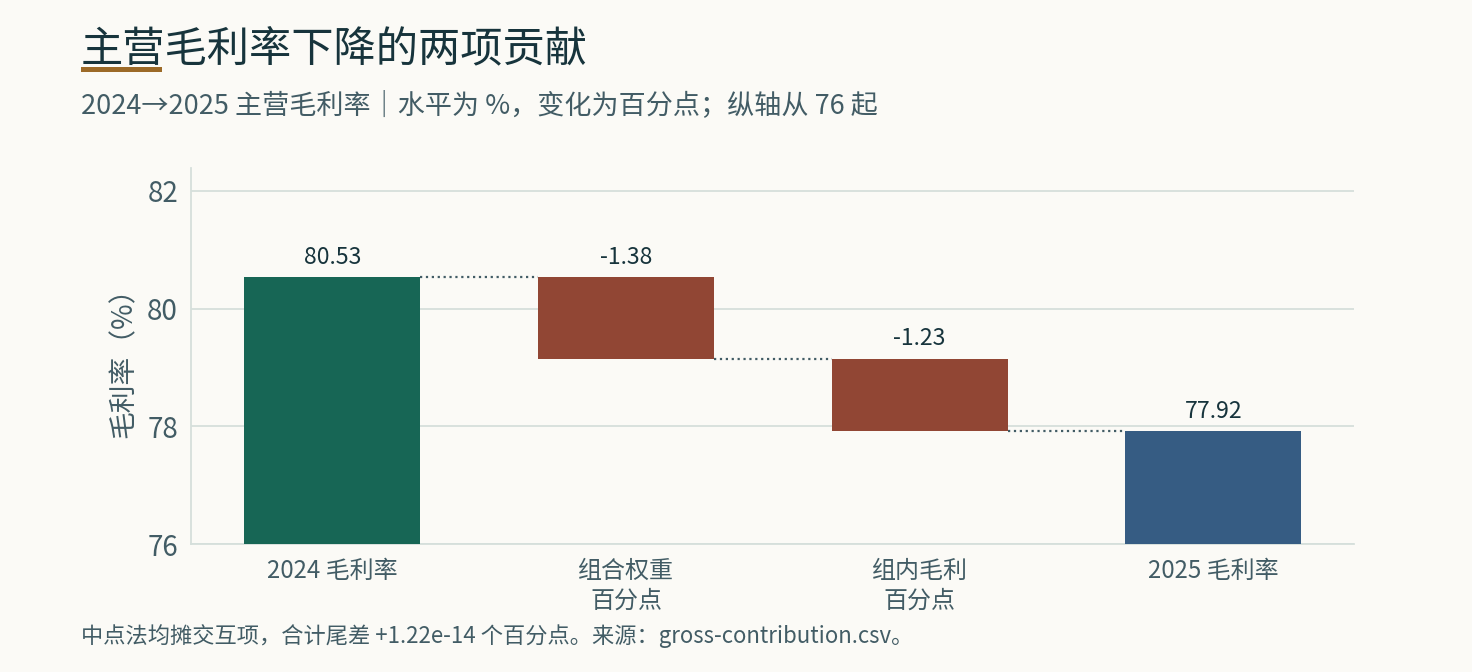 主营毛利率下降的两项贡献
2024→2025 主营毛利率｜水平为 %，变化为百分点；纵轴从 76 起
82
80
78
76
毛利率（%）
80.53
-1.38
-1.23
77.92
2024 毛利率
组合权重
百分点
组内毛利
百分点
2025 毛利率
中点法均摊交互项，合计尾差 +1.22e-14 个百分点。来源：gross-contribution.csv。